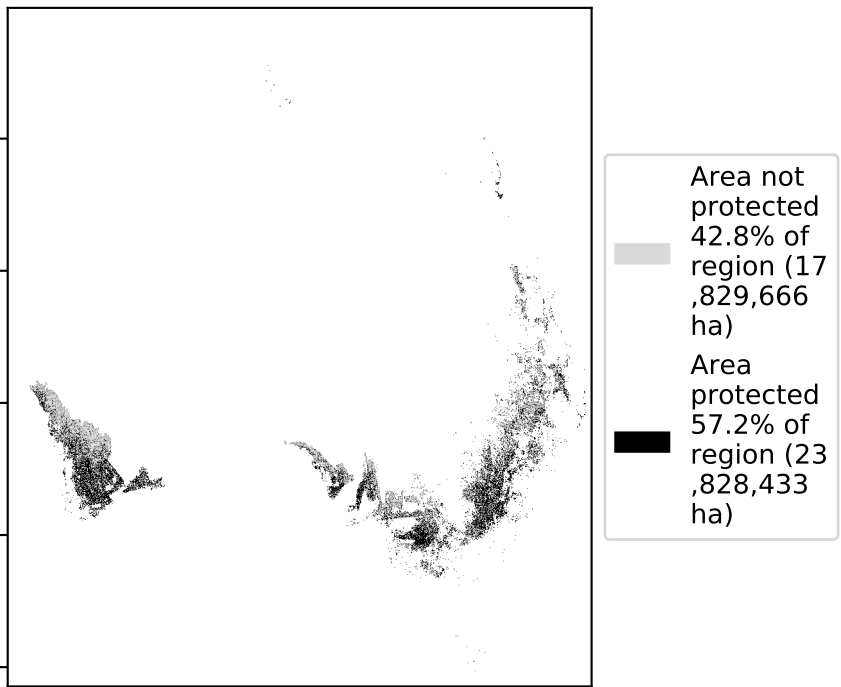 Area not
protected
42.8% of
region (17
,829,666
ha)
Area
protected
57.2% of
region (23
,828,433
ha)